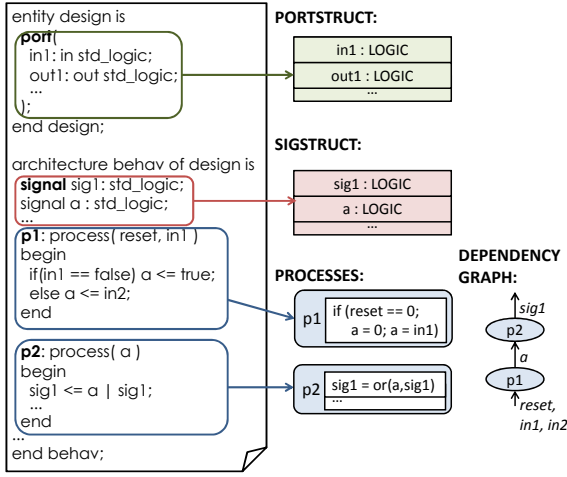 entity design is
port(
in1: in std_logic;
out1: out std_logic;
...
);
end design;
architecture behav of design is
signal sig1: std_logic;
signal a : std_logic;
...
p1: process( reset, in1 )
begin
if(in1 == false) a <= true;
else a <= in2;
end
p2: process( a )
begin
sig1 <= a | sig1;
...
end
...
end behav;
PORTSTRUCT:
in1 : LOGIC
out1 : LOGIC
...
SIGSTRUCT:
sig1 : LOGIC
a : LOGIC
...
PROCESSES:
p1
if (reset == 0;
a = 0; a = in1)
p2
sig1 = or(a,sig1)
...
DEPENDENCY
GRAPH:
sig1
p2
a
p1
reset,
in1, in2